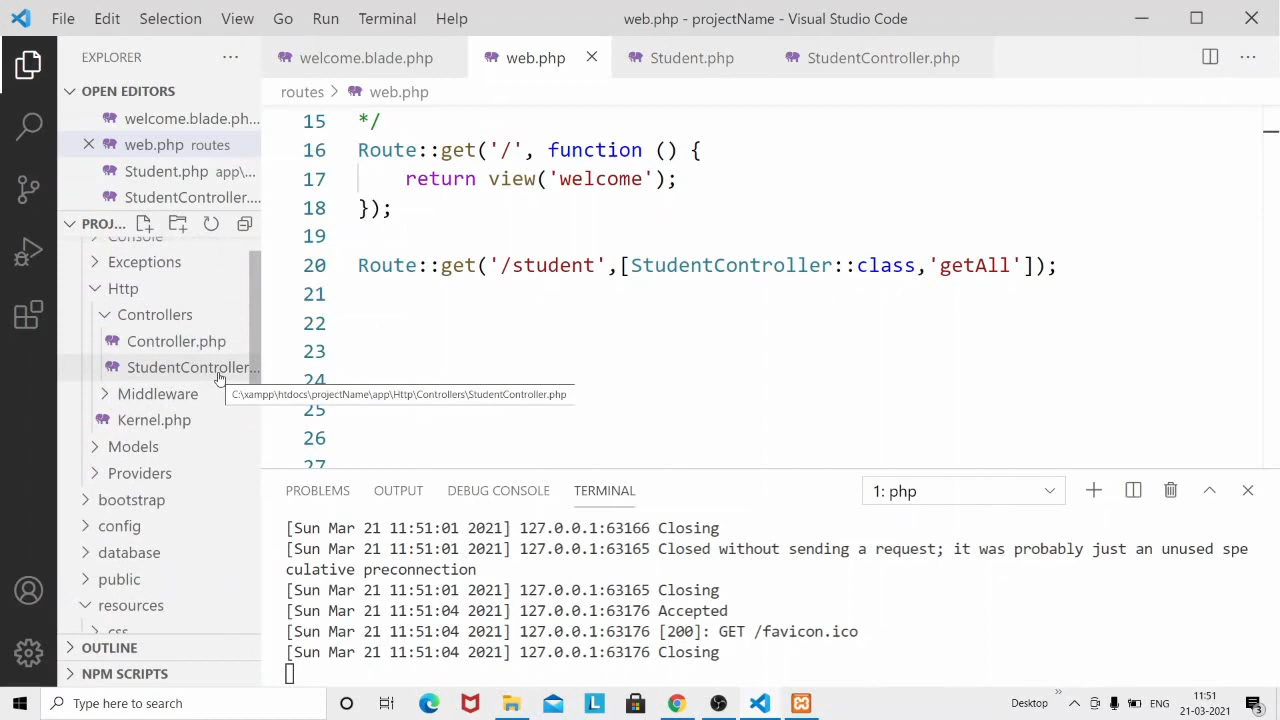 File Edit Selection View Go Run Terminal Help web.php - projectName - Visual Studio Code
EXPLORER
welcome.blade.php web.php Student.php StudentController.php
OPEN EDITORS
welcome.blade.ph...
web.php routes
Student.php app\...
StudentController....
PROJ...
Console
Exceptions
Http
Controllers
Controller.php
StudentController...
Middleware
Kernel.php
Models
Providers
bootstrap
config
database
public
resources
css
OUTLINE
NPM SCRIPTS
routes > web.php
15 */
16 Route::get('/', function () {
17 return view('welcome');
18 });
19
20 Route::get('/student',[StudentController::class,'getAll']);
21
22
23
24
25
26
27
C:\xampp\htdocs\projectName\app\Http\Controllers\StudentController.php
PROBLEMS OUTPUT DEBUG CONSOLE TERMINAL 1: php
[Sun Mar 21 11:51:01 2021] 127.0.0.1:63166 Closing
[Sun Mar 21 11:51:01 2021] 127.0.0.1:63165 Closed without sending a request; it was probably just an unused spe
culative preconnection
[Sun Mar 21 11:51:01 2021] 127.0.0.1:63165 Closing
[Sun Mar 21 11:51:04 2021] 127.0.0.1:63176 Accepted
[Sun Mar 21 11:51:04 2021] 127.0.0.1:63176 [200]: GET /favicon.ico
[Sun Mar 21 11:51:04 2021] 127.0.0.1:63176 Closing
Type here to search
Desktop
ENG
11:51
21-03-2021
3